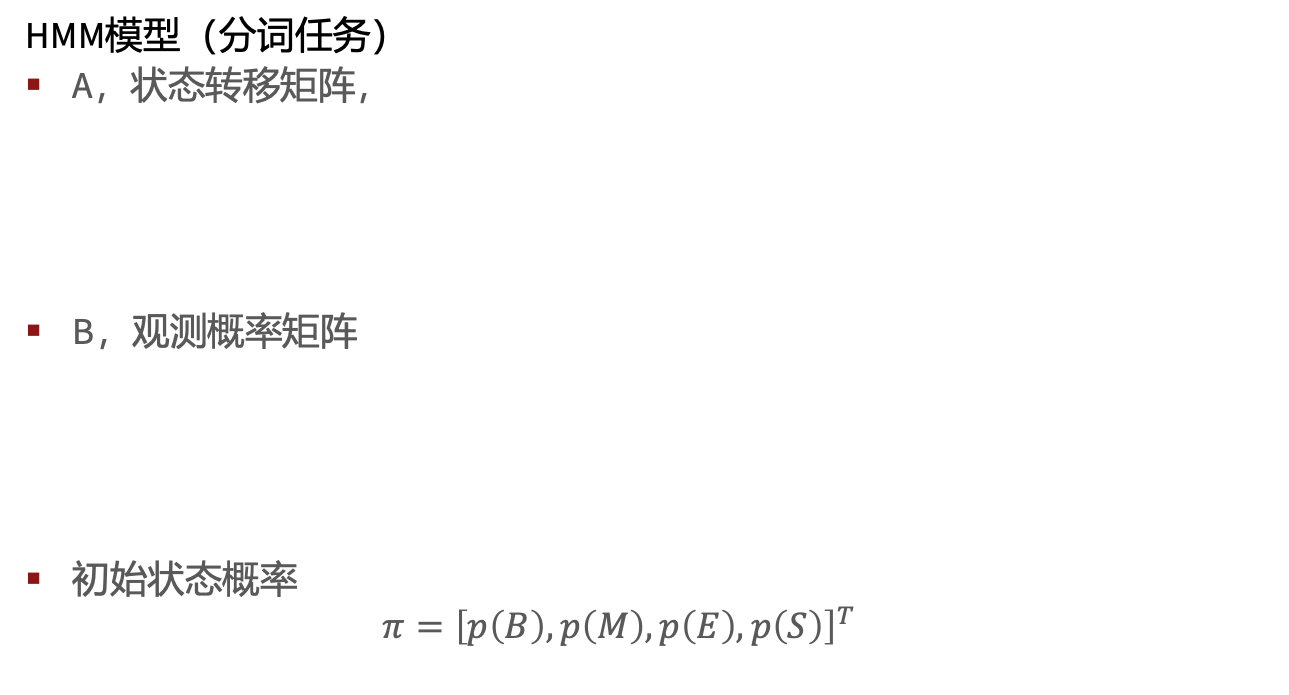 HMM模型（分词任务）
▪ A，状态转移矩阵，
▪ B，观测概率矩阵
▪ 初始状态概率
π = [p(B), p(M), p(E), p(S)]^T